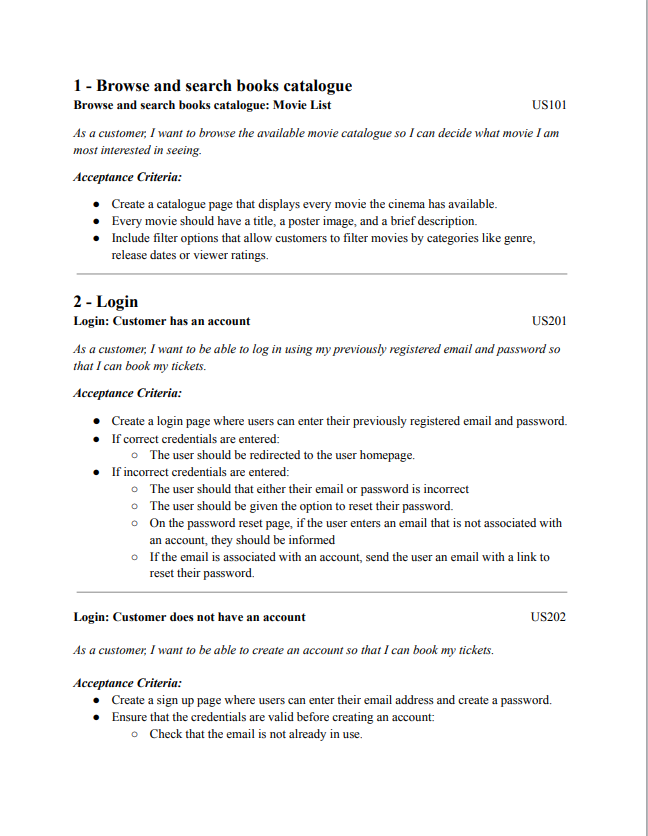 1 - Browse and search books catalogue
Browse and search books catalogue: Movie List US101
As a customer, I want to browse the available movie catalogue so I can decide what movie I am
most interested in seeing.
Acceptance Criteria:
● Create a catalogue page that displays every movie the cinema has available.
● Every movie should have a title, a poster image, and a brief description.
● Include filter options that allow customers to filter movies by categories like genre,
release dates or viewer ratings.
2 - Login
Login: Customer has an account US201
As a customer, I want to be able to log in using my previously registered email and password so
that I can book my tickets.
Acceptance Criteria:
● Create a login page where users can enter their previously registered email and password.
● If correct credentials are entered:
○ The user should be redirected to the user homepage.
● If incorrect credentials are entered:
○ The user should that either their email or password is incorrect
○ The user should be given the option to reset their password.
○ On the password reset page, if the user enters an email that is not associated with
an account, they should be informed
○ If the email is associated with an account, send the user an email with a link to
reset their password.
Login: Customer does not have an account US202
As a customer, I want to be able to create an account so that I can book my tickets.
Acceptance Criteria:
● Create a sign up page where users can enter their email address and create a password.
● Ensure that the credentials are valid before creating an account:
○ Check that the email is not already in use.